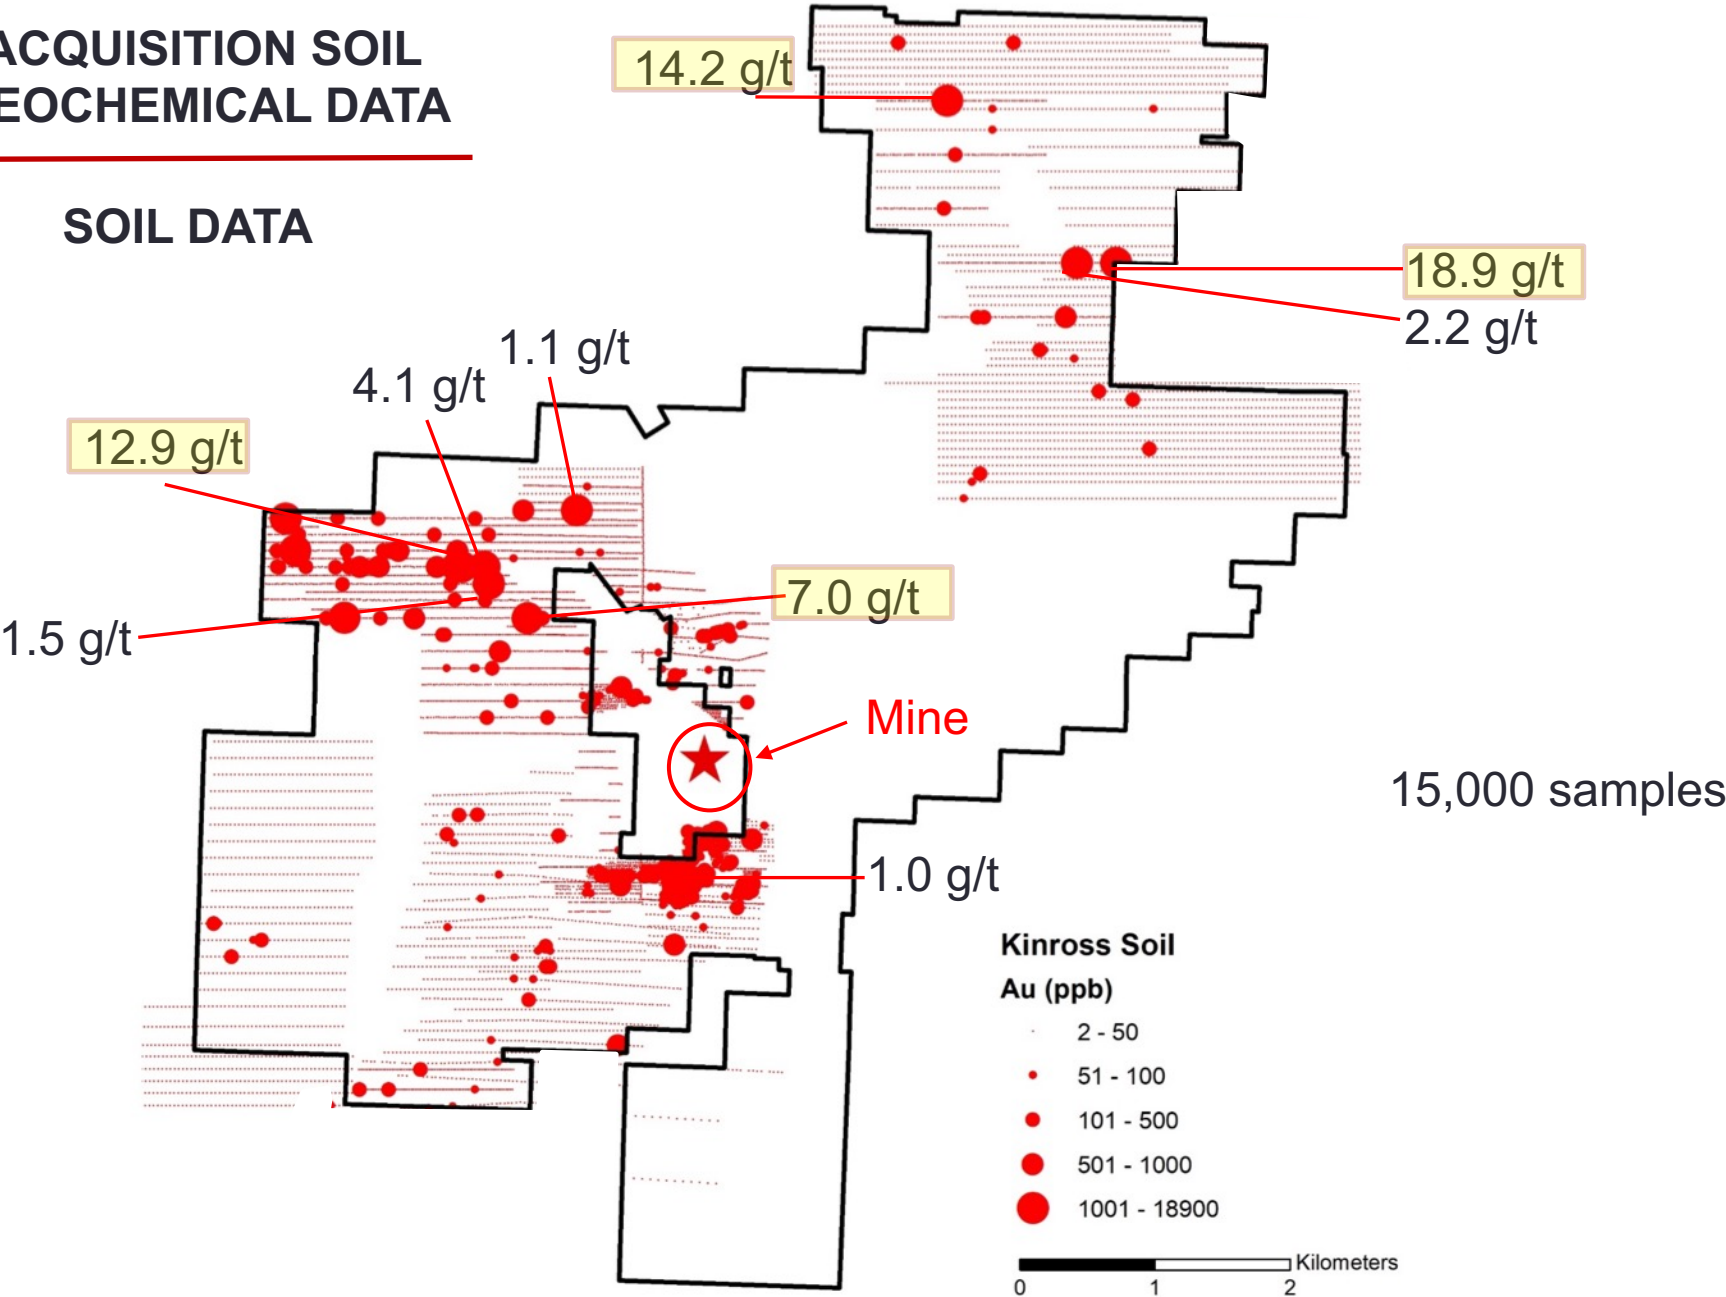 ACQUISITION SOIL
EOCHEMICAL DATA
SOIL DATA
14.2 g/t
18.9 g/t
2.2 g/t
1.1 g/t
4.1 g/t
12.9 g/t
7.0 g/t
1.5 g/t
Mine
15,000 samples
1.0 g/t
Kinross Soil
Au (ppb)
2 - 50
51 - 100
101 - 500
501 - 1000
1001 - 18900
Kilometers
0 1 2